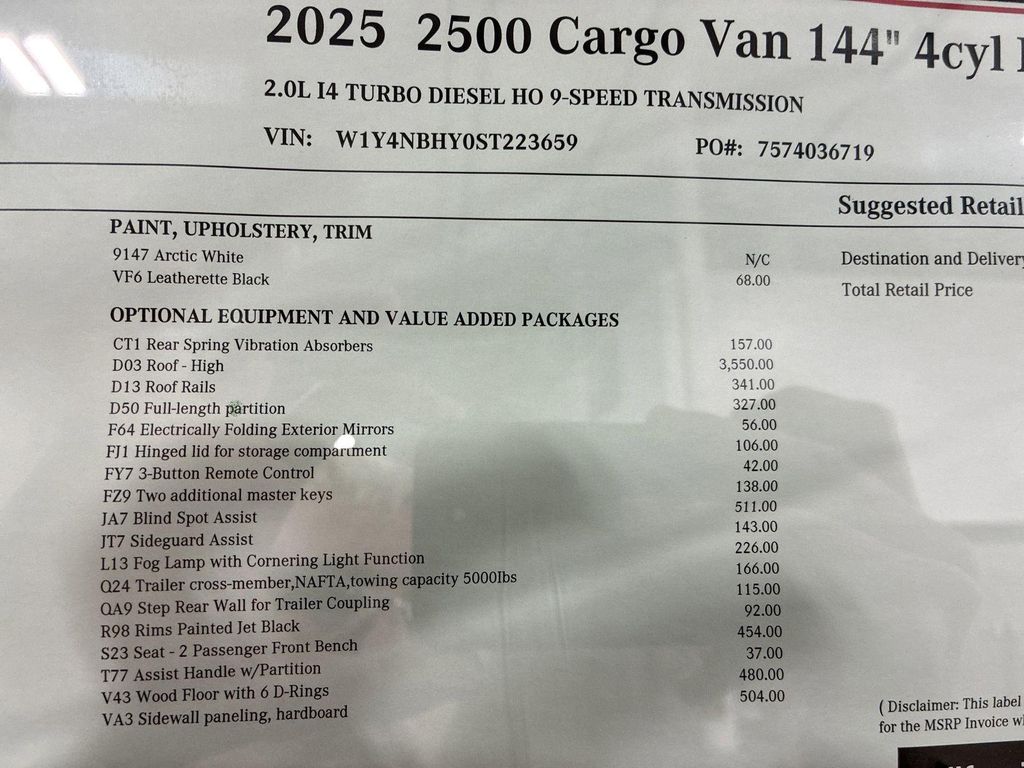 2025 2500 Cargo Van 144" 4cyl
2.0L I4 TURBO DIESEL HO 9-SPEED TRANSMISSION
VIN: W1Y4NBHY0ST223659 PO#: 7574036719
Suggested Retail
PAINT, UPHOLSTERY, TRIM
9147 Arctic White N/C
VF6 Leatherette Black 68.00
Destination and Delivery
Total Retail Price
OPTIONAL EQUIPMENT AND VALUE ADDED PACKAGES
CT1 Rear Spring Vibration Absorbers 157.00
D03 Roof - High 3,550.00
D13 Roof Rails 341.00
D50 Full-length partition 327.00
F64 Electrically Folding Exterior Mirrors 56.00
FJ1 Hinged lid for storage compartment 106.00
FY7 3-Button Remote Control 42.00
FZ9 Two additional master keys 138.00
JA7 Blind Spot Assist 511.00
JT7 Sideguard Assist 143.00
L13 Fog Lamp with Cornering Light Function 226.00
Q24 Trailer cross-member,NAFTA,towing capacity 5000Ibs 166.00
QA9 Step Rear Wall for Trailer Coupling 115.00
R98 Rims Painted Jet Black 92.00
S23 Seat - 2 Passenger Front Bench 454.00
T77 Assist Handle w/Partition 37.00
V43 Wood Floor with 6 D-Rings 480.00
VA3 Sidewall paneling, hardboard 504.00
( Disclaimer: This label
for the MSRP Invoice